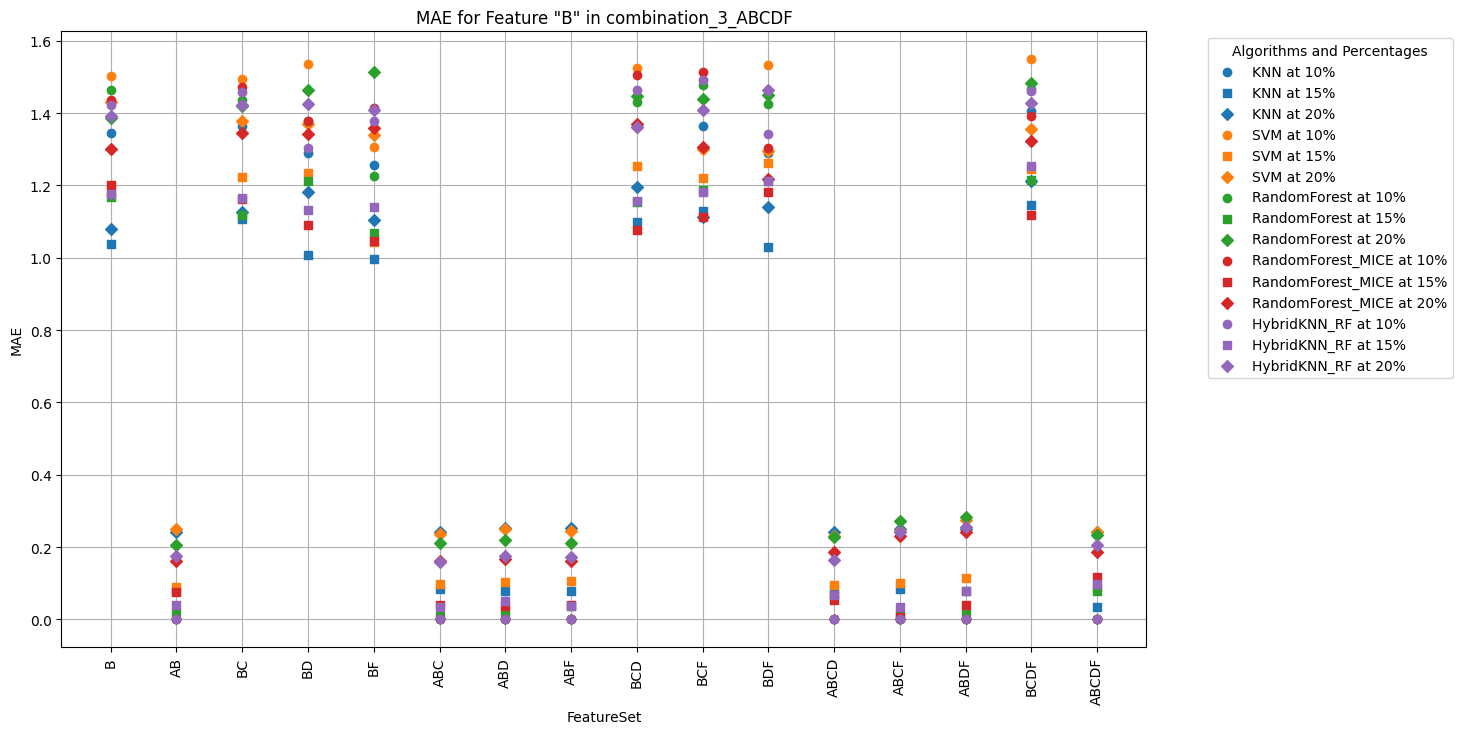 MAE for Feature "B" in combination_3_ABCDF
Algorithms and Percentages
KNN at 10%
KNN at 15%
KNN at 20%
SVM at 10%
SVM at 15%
SVM at 20%
RandomForest at 10%
RandomForest at 15%
RandomForest at 20%
RandomForest_MICE at 10%
RandomForest_MICE at 15%
RandomForest_MICE at 20%
HybridKNN_RF at 10%
HybridKNN_RF at 15%
HybridKNN_RF at 20%
MAE
1.6
1.4
1.2
1.0
0.8
0.6
0.4
0.2
0.0
B
AB
BC
BD
BF
ABC
ABD
ABF
BCD
BCF
BDF
ABCD
ABCF
ABDF
BCDF
ABCDF
FeatureSet